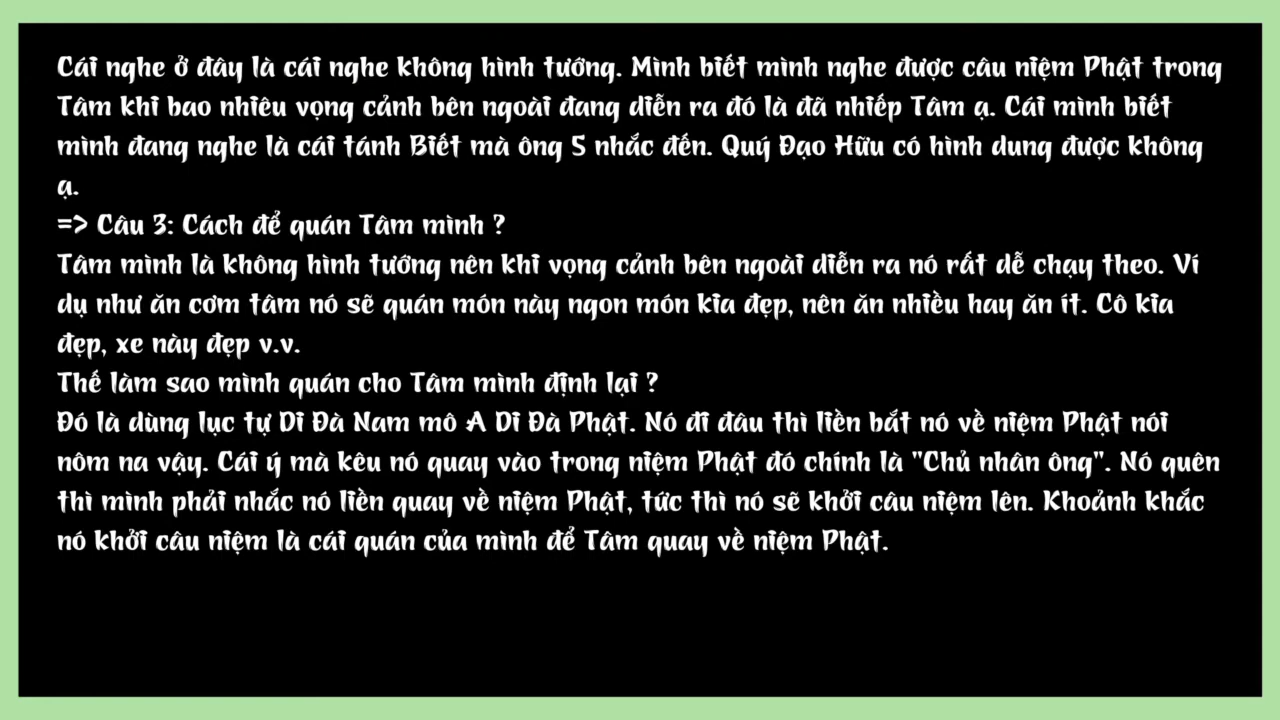 Cái nghe ở đây là cái nghe không hình tướng. Mình biết mình nghe được câu niệm Phật trong
Tâm khi bao nhiêu vọng cảnh bên ngoài đang diễn ra đó là đã nhiếp Tâm ạ. Cái mình biết
mình đang nghe là cái tánh Biết mà ông 5 nhắc đến. Quý Đạo Hữu có hình dung được không
ạ.
=> Câu 3: Cách để quán Tâm mình ?
Tâm mình là không hình tướng nên khi vọng cảnh bên ngoài diễn ra nó rất dễ chạy theo. Ví
dụ như ăn cơm tâm nó sẽ quán món này ngon món kia đẹp, nên ăn nhiều hay ăn ít. Cô kia
đẹp, xe này đẹp v.v.
Thế làm sao mình quán cho Tâm mình định lại ?
Đó là dùng lục tự Di Đà Nam mô A Di Đà Phật. Nó đi đâu thì liền bắt nó về niệm Phật nói
nôm na vậy. Cái ý mà kêu nó quay vào trong niệm Phật đó chính là "Chủ nhân ông". Nó quên
thì mình phải nhắc nó liền quay về niệm Phật, tức thì nó sẽ khởi câu niệm lên. Khoảnh khắc
nó khởi câu niệm là cái quán của mình để Tâm quay về niệm Phật.